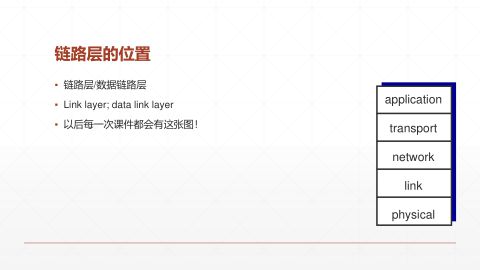 链路层的位置
▪ 链路层/数据链路层
▪ Link layer; data link layer
▪ 以后每一次课件都会有这张图!
application
transport
network
link
physical